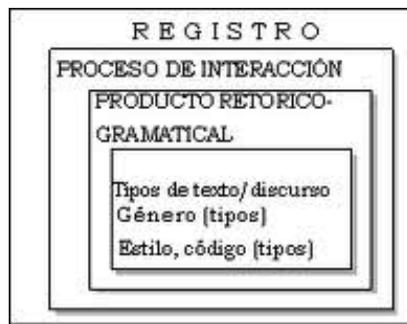 REGISTRO
PROCESO DE INTERACCIÓN
PRODUCTO RETORICO-
GRAMATICAL
Tipos de texto/discurso
Género (tipos)
Estilo, código (tipos)